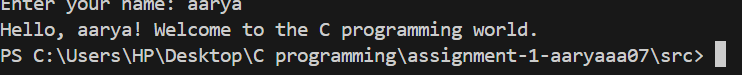 Enter your name: aarya
Hello, aarya! Welcome to the C programming world.
PS C:\Users\HP\Desktop\C programming\assignment-1-aaryaaa07\src>